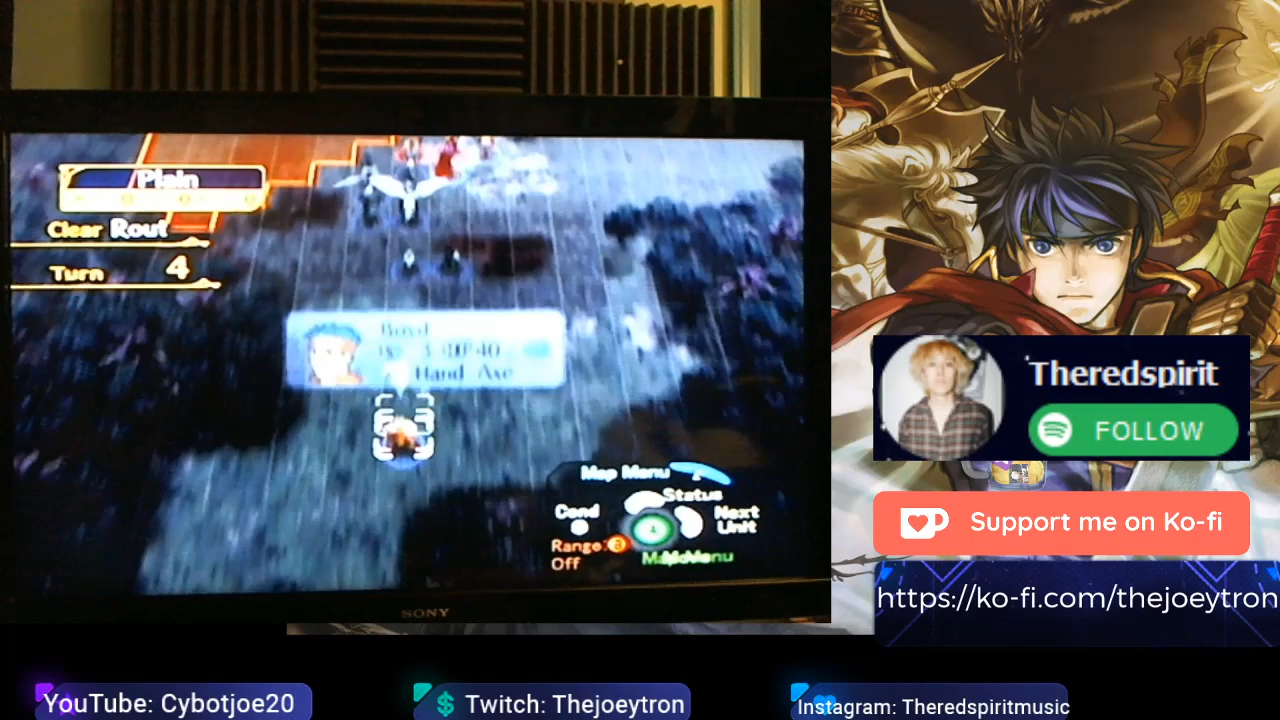 Plain
Clear Rout
Turn 4
Boyd
Hand Axe
Map Menu
Status
Cond
Next
Unit
Range:
Off
SONY
Theredspirit
FOLLOW
Support me on Ko-fi
https://ko-fi.com/thejoeytron
YouTube: Cybotjoe20
Twitch: Thejoeytron
Instagram: Theredspiritmusic